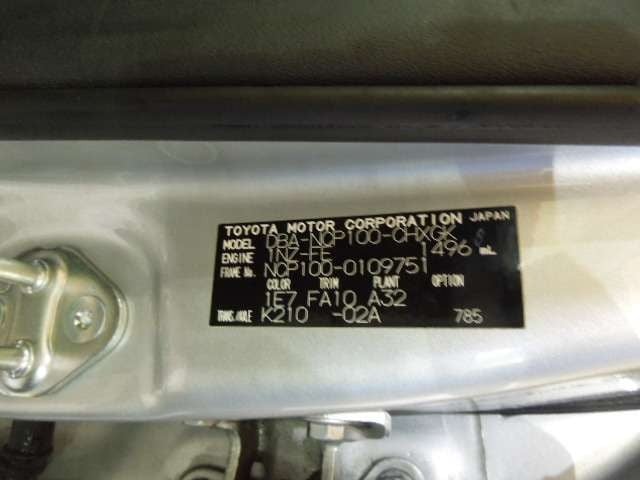 TOYOTA MOTOR CORPORATION JAPAN
MODEL DBA-NCP100-CHXGK
ENGINE 1NZ-FE 1496 mL
FRAME No. NCP100-0109751
COLOR TRIM PLANT OPTION
1E7 FA10 A32
TRANS./AXLE K210 -02A 785